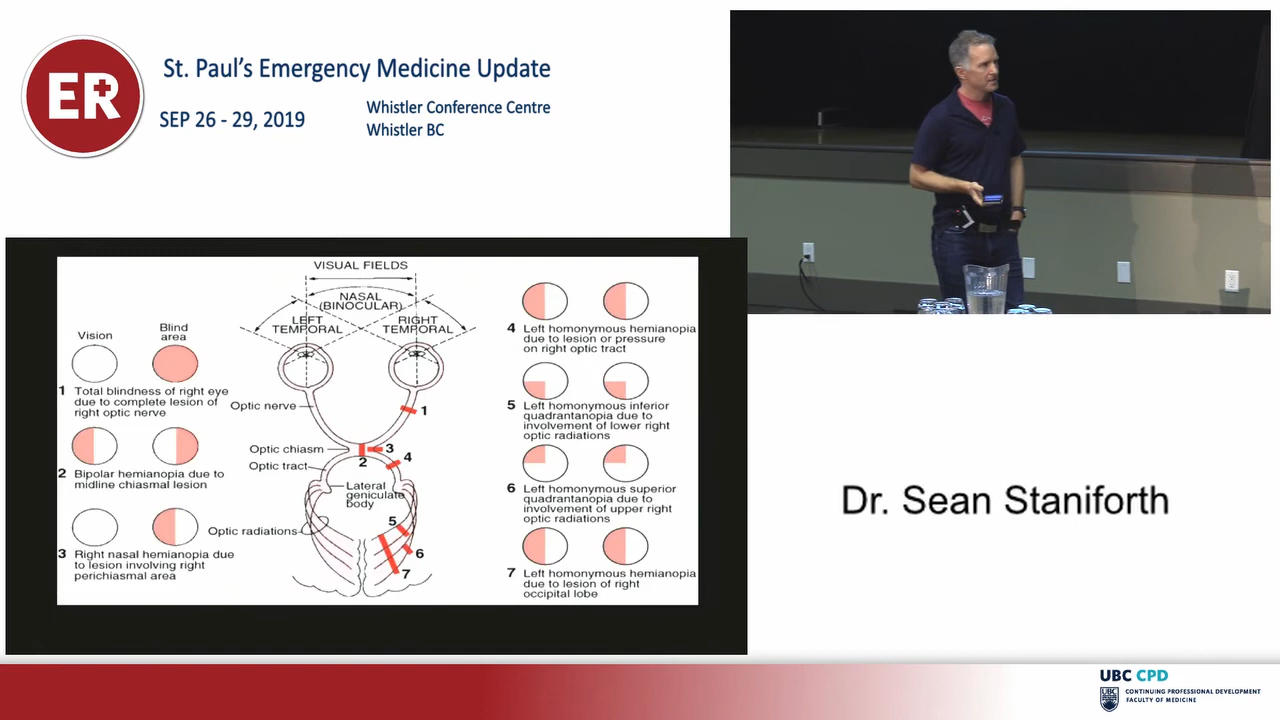 ER
St. Paul's Emergency Medicine Update
SEP 26 - 29, 2019
Whistler Conference Centre
Whistler BC
VISUAL FIELDS
NASAL
(BINOCULAR)
LEFT
TEMPORAL
RIGHT
TEMPORAL
Vision
Blind
area
1 Total blindness of right eye
due to complete lesion of
right optic nerve
2 Bipolar hemianopia due to
midline chiasmal lesion
3 Right nasal hemianopia due
to lesion involving right
perichiasmal area
Optic nerve
1
Optic chiasm
3
2
Optic tract
4
Lateral
geniculate
body
Optic radiations
5
6
7
4 Left homonymous hemianopia
due to lesion or pressure
on right optic tract
5 Left homonymous inferior
quadrantanopia due to
involvement of lower right
optic radiations
6 Left homonymous superior
quadrantanopia due to
involvement of upper right
optic radiations
7 Left homonymous hemianopia
due to lesion of right
occipital lobe
Dr. Sean Staniforth
UBC CPD
UBC
CONTINUING PROFESSIONAL DEVELOPMENT
FACULTY OF MEDICINE